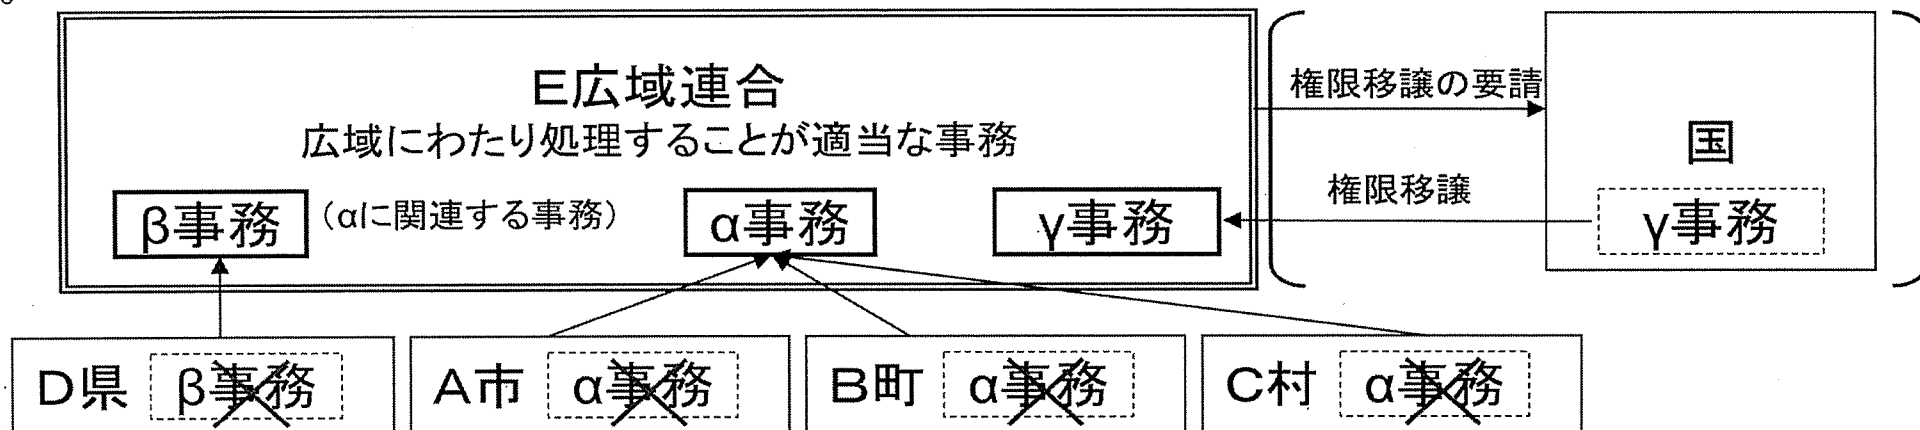 E広域連合
広域にわたり処理することが適当な事務
β事務
（αに関連する事務）
α事務
γ事務
権限移譲の要請
権限移譲
国
γ事務
D県
β事務
A市
α事務
B町
α事務
C村
α事務